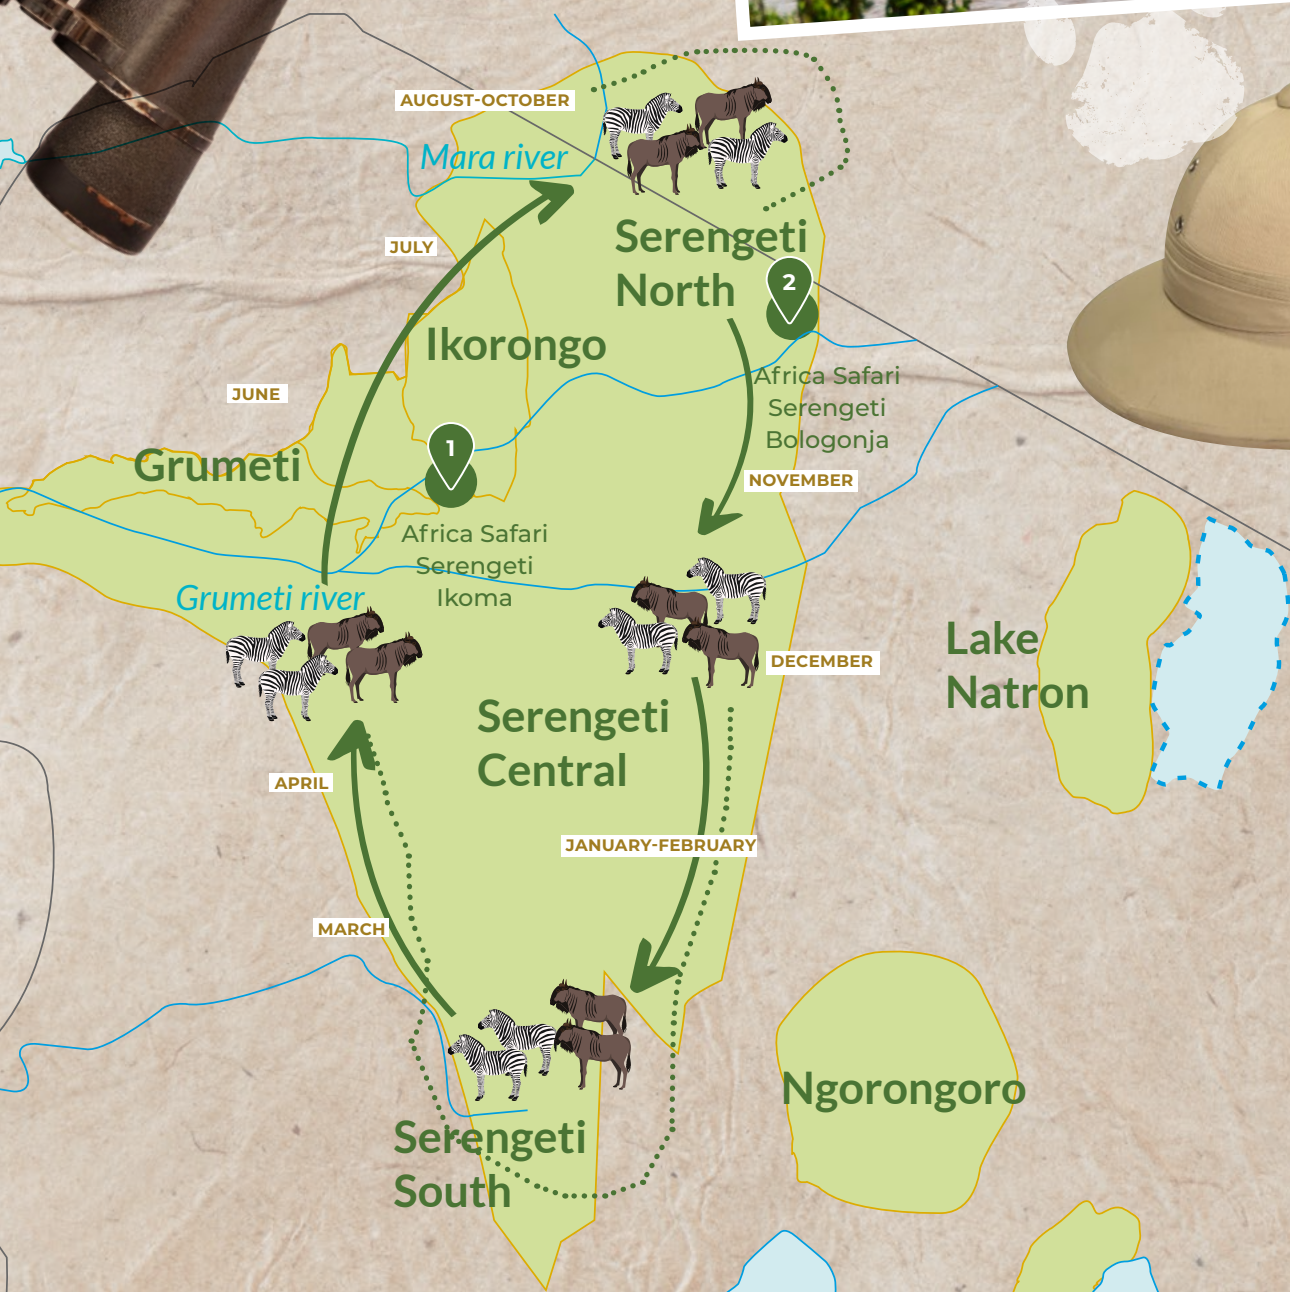 AUGUST-OCTOBER
Mara river
JULY
Serengeti
North
2
Ikorongo
JUNE
Africa Safari
Serengeti
Bologonja
Grumeti
1
NOVEMBER
Africa Safari
Serengeti
Ikoma
Grumeti river
Lake
Natron
DECEMBER
Serengeti
Central
APRIL
JANUARY-FEBRUARY
MARCH
Ngorongoro
Serengeti
South